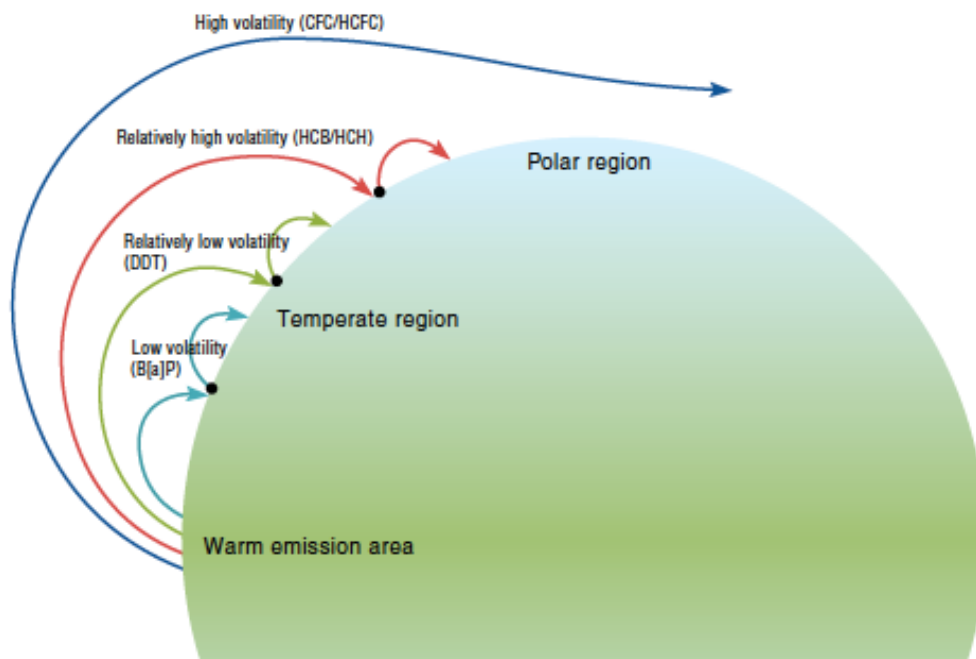 High volatility (CFC/HCFC)
Relatively high volatility (HCB/HCH)
Polar region
Relatively low volatility
(DDT)
Temperate region
Low volatility
(B[a]P)
Warm emission area